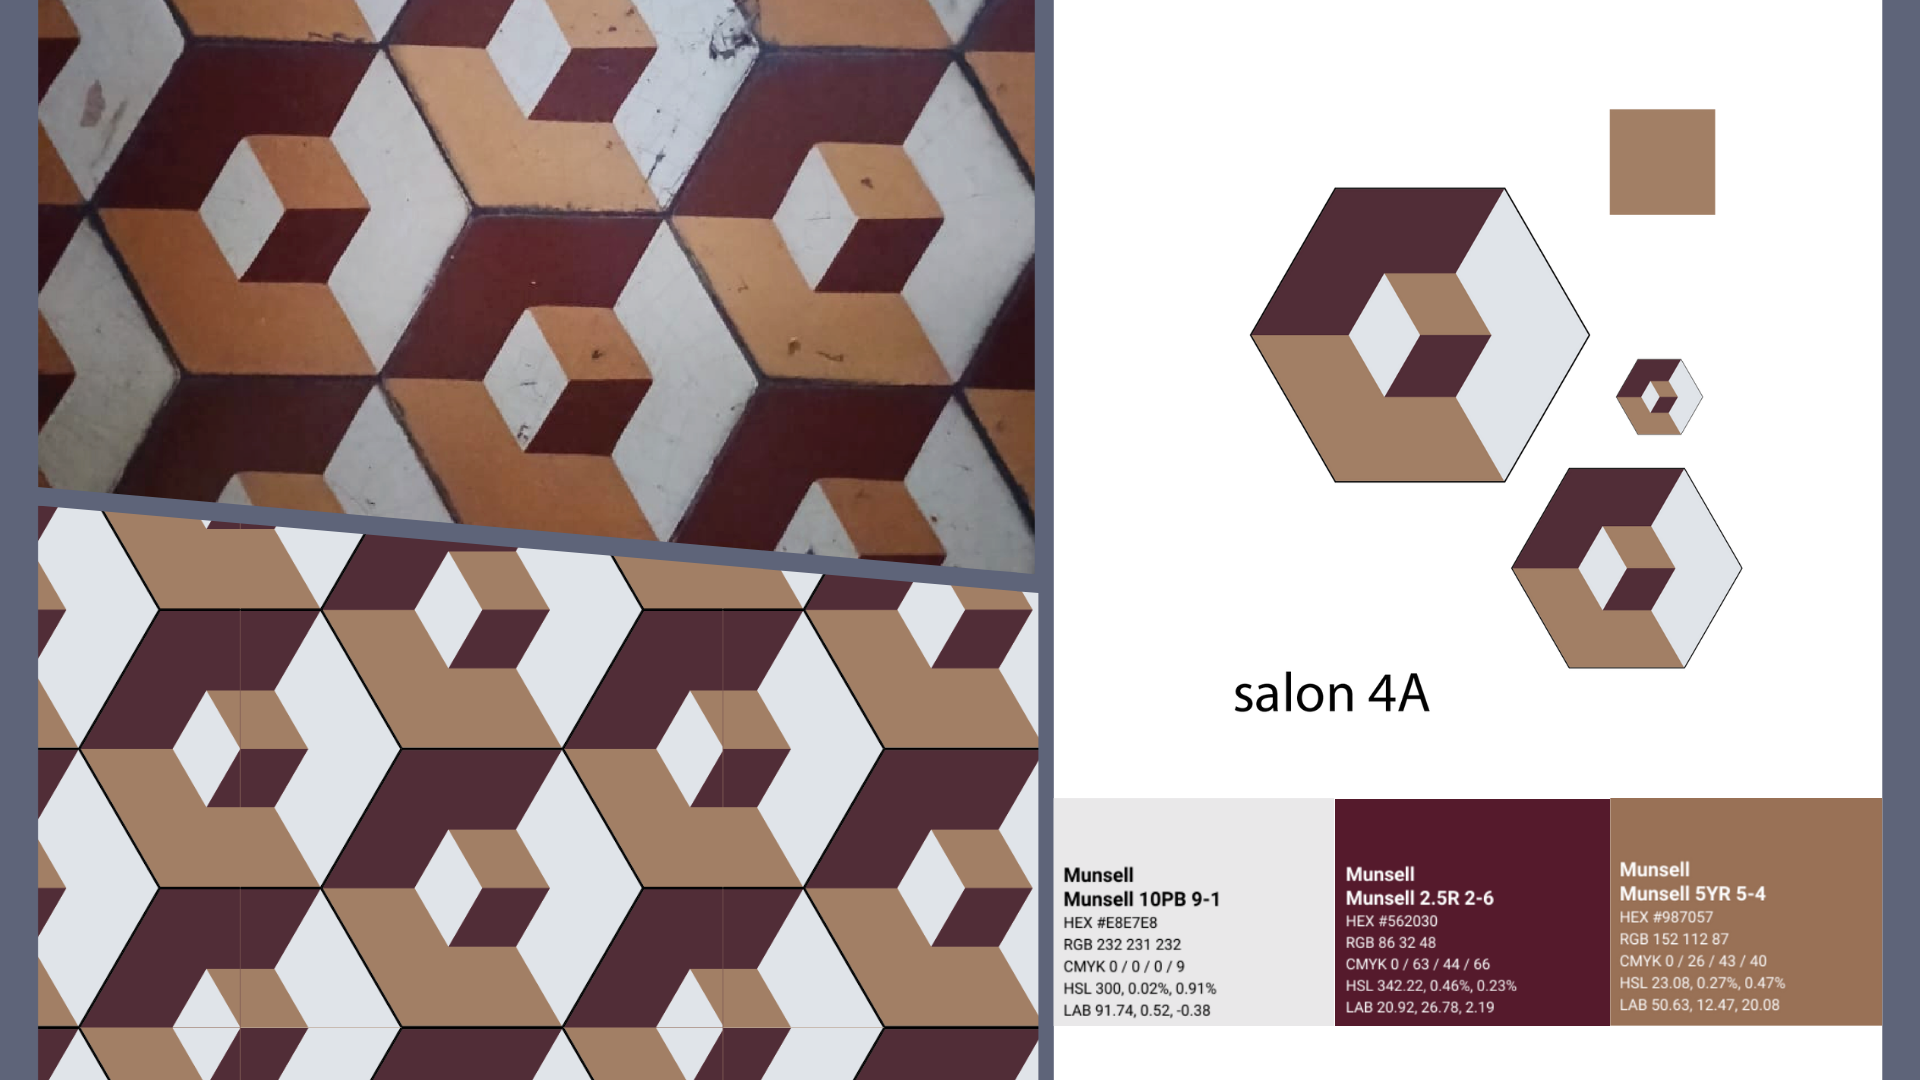 salon 4A
Munsell
Munsell 10PB 9-1
HEX #E8E7E8
RGB 232 231 232
CMYK 0 / 0 / 0 / 9
HSL 300, 0.02%, 0.91%
LAB 91.74, 0.52, -0.38
Munsell
Munsell 2.5R 2-6
HEX #562030
RGB 86 32 48
CMYK 0 / 63 / 44 / 66
HSL 342.22, 0.46%, 0.23%
LAB 20.92, 26.78, 2.19
Munsell
Munsell 5YR 5-4
HEX #987057
RGB 152 112 87
CMYK 0 / 26 / 43 / 40
HSL 23.08, 0.27%, 0.47%
LAB 50.63, 12.47, 20.08